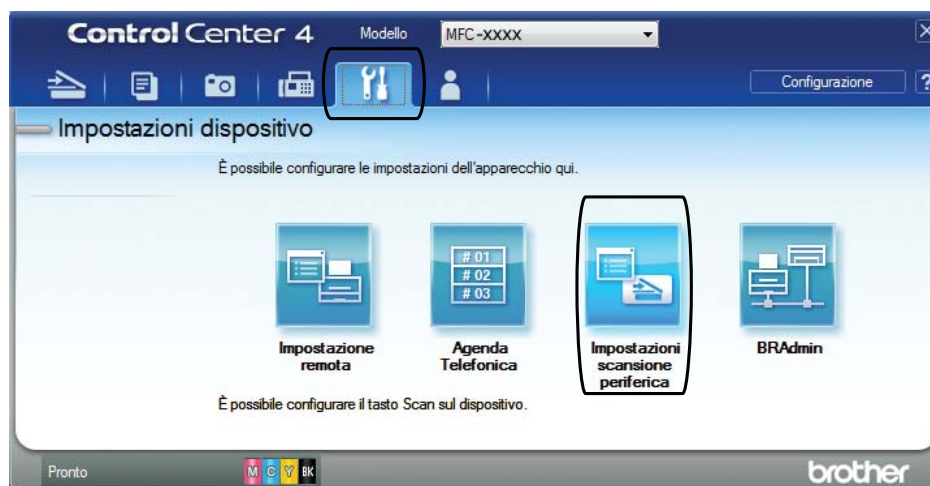 Control Center 4 Modello MFC-XXXX
Configurazione ?
Impostazioni dispositivo
È possibile configurare le impostazioni dell'apparecchio qui.
# 01
# 02
# 03
Impostazione
remota
Agenda
Telefonica
Impostazioni
scansione
periferica
BRAdmin
È possibile configurare il tasto Scan sul dispositivo.
Pronto M C Y BK brother